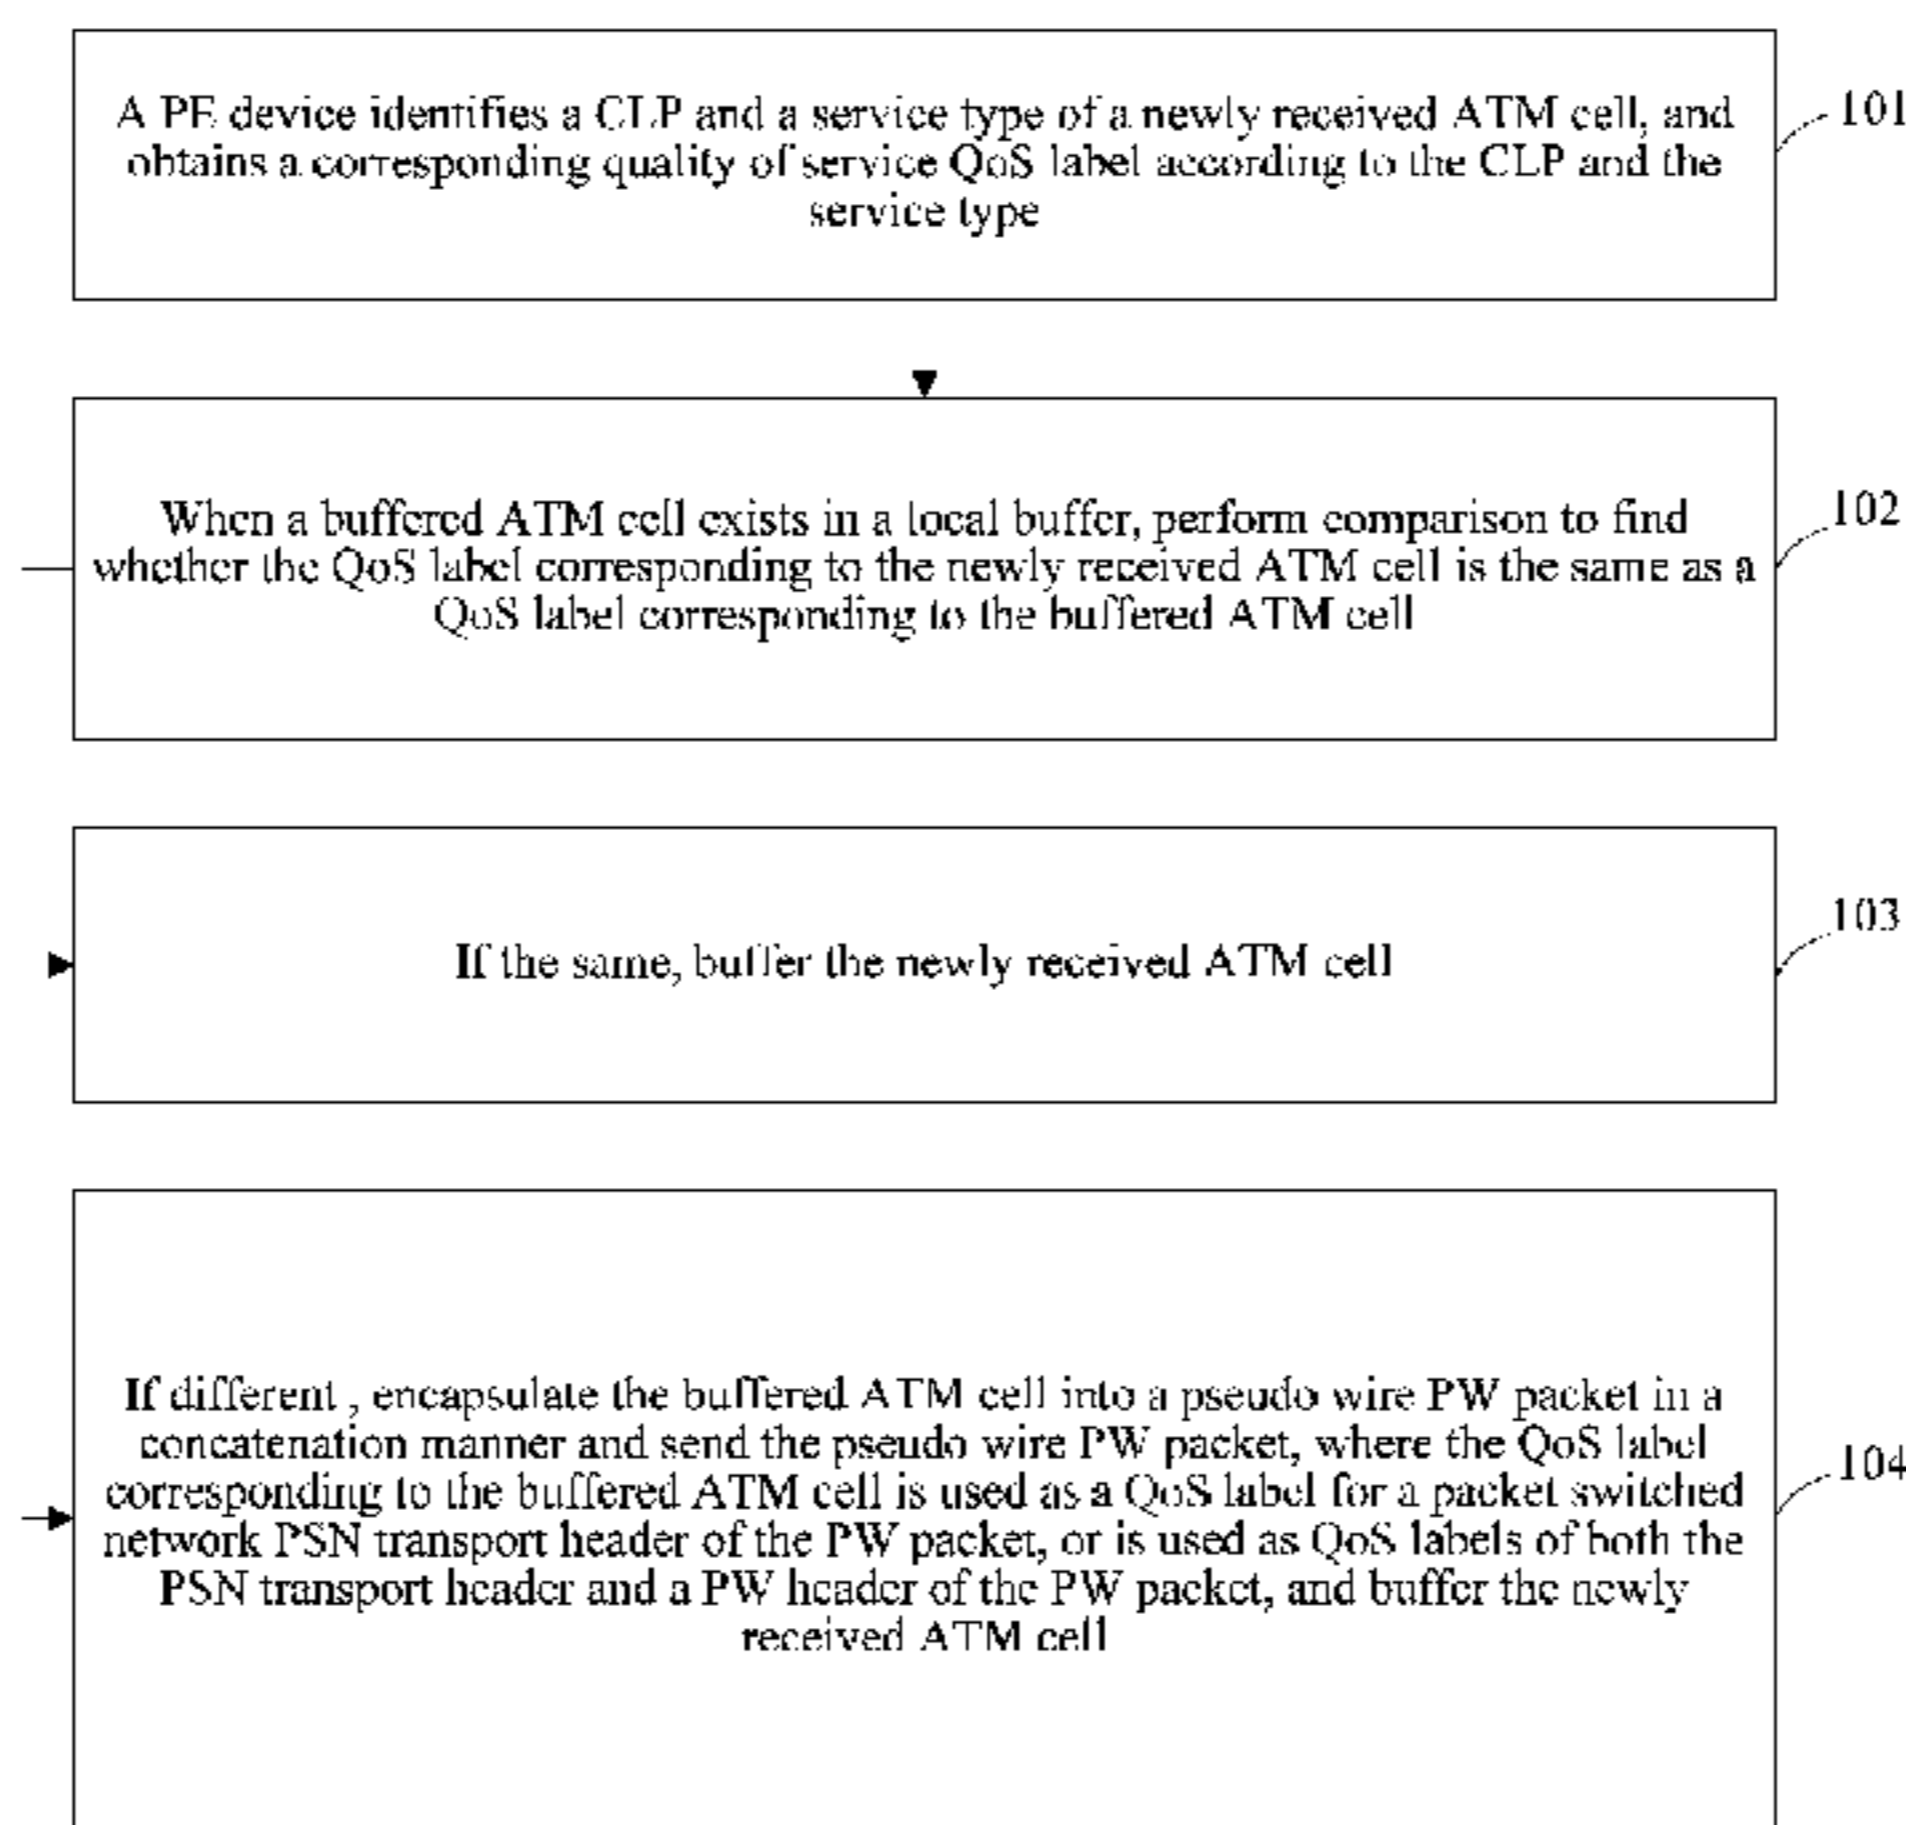 A PE device identifies a CLP and a service type of a newly received ATM cell, and
obtains a corresponding quality of service QoS label according to the CLP and the
service type
101
When a buffered ATM cell exists in a local buffer, perform comparison to find
whether the QoS label corresponding to the newly received ATM cell is the same as a
QoS label corresponding to the buffered ATM cell
102
If the same, buffer the newly received ATM cell
103
If different , encapsulate the buffered ATM cell into a pseudo wire PW packet in a
concatenation manner and send the pseudo wire PW packet, where the QoS label
corresponding to the buffered ATM cell is used as a QoS label for a packet switched
network PSN transport header of the PW packet, or is used as QoS labels of both the
PSN transport header and a PW header of the PW packet, and buffer the newly
received ATM cell
104